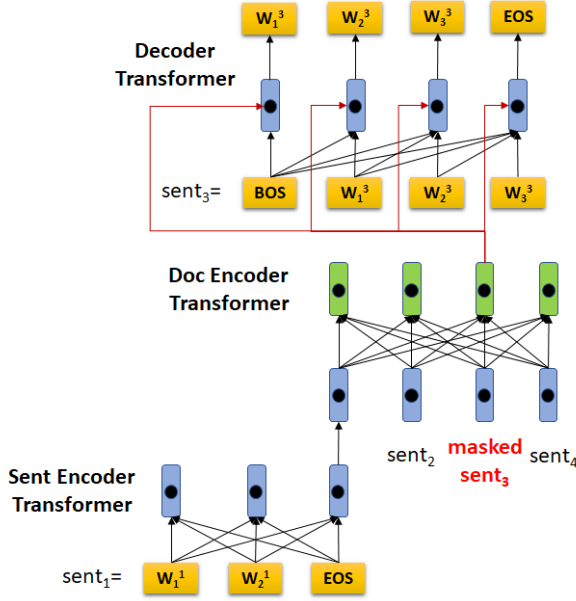 W₁³ W₂³ W₃³ EOS
Decoder
Transformer
sent₃= BOS W₁³ W₂³ W₃³
Doc Encoder
Transformer
sent₂ masked sent₄
sent₃
Sent Encoder
Transformer
sent₁= W₁¹ W₂¹ EOS